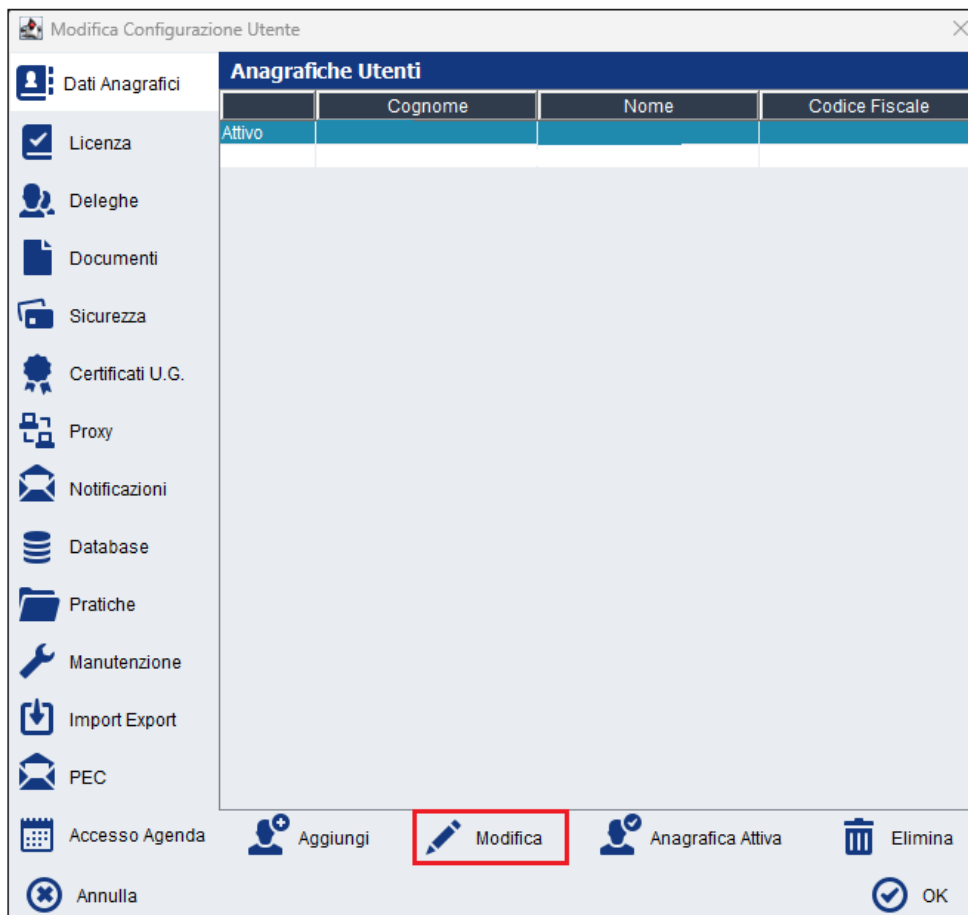 Modifica Configurazione Utente
Dati Anagrafici
Licenza
Deleghe
Documenti
Sicurezza
Certificati U.G.
Proxy
Notificazioni
Database
Pratiche
Manutenzione
Import Export
PEC
Accesso Agenda
Anagrafiche Utenti
Cognome Nome Codice Fiscale
Attivo
Aggiungi Modifica Anagrafica Attiva Elimina
Annulla OK